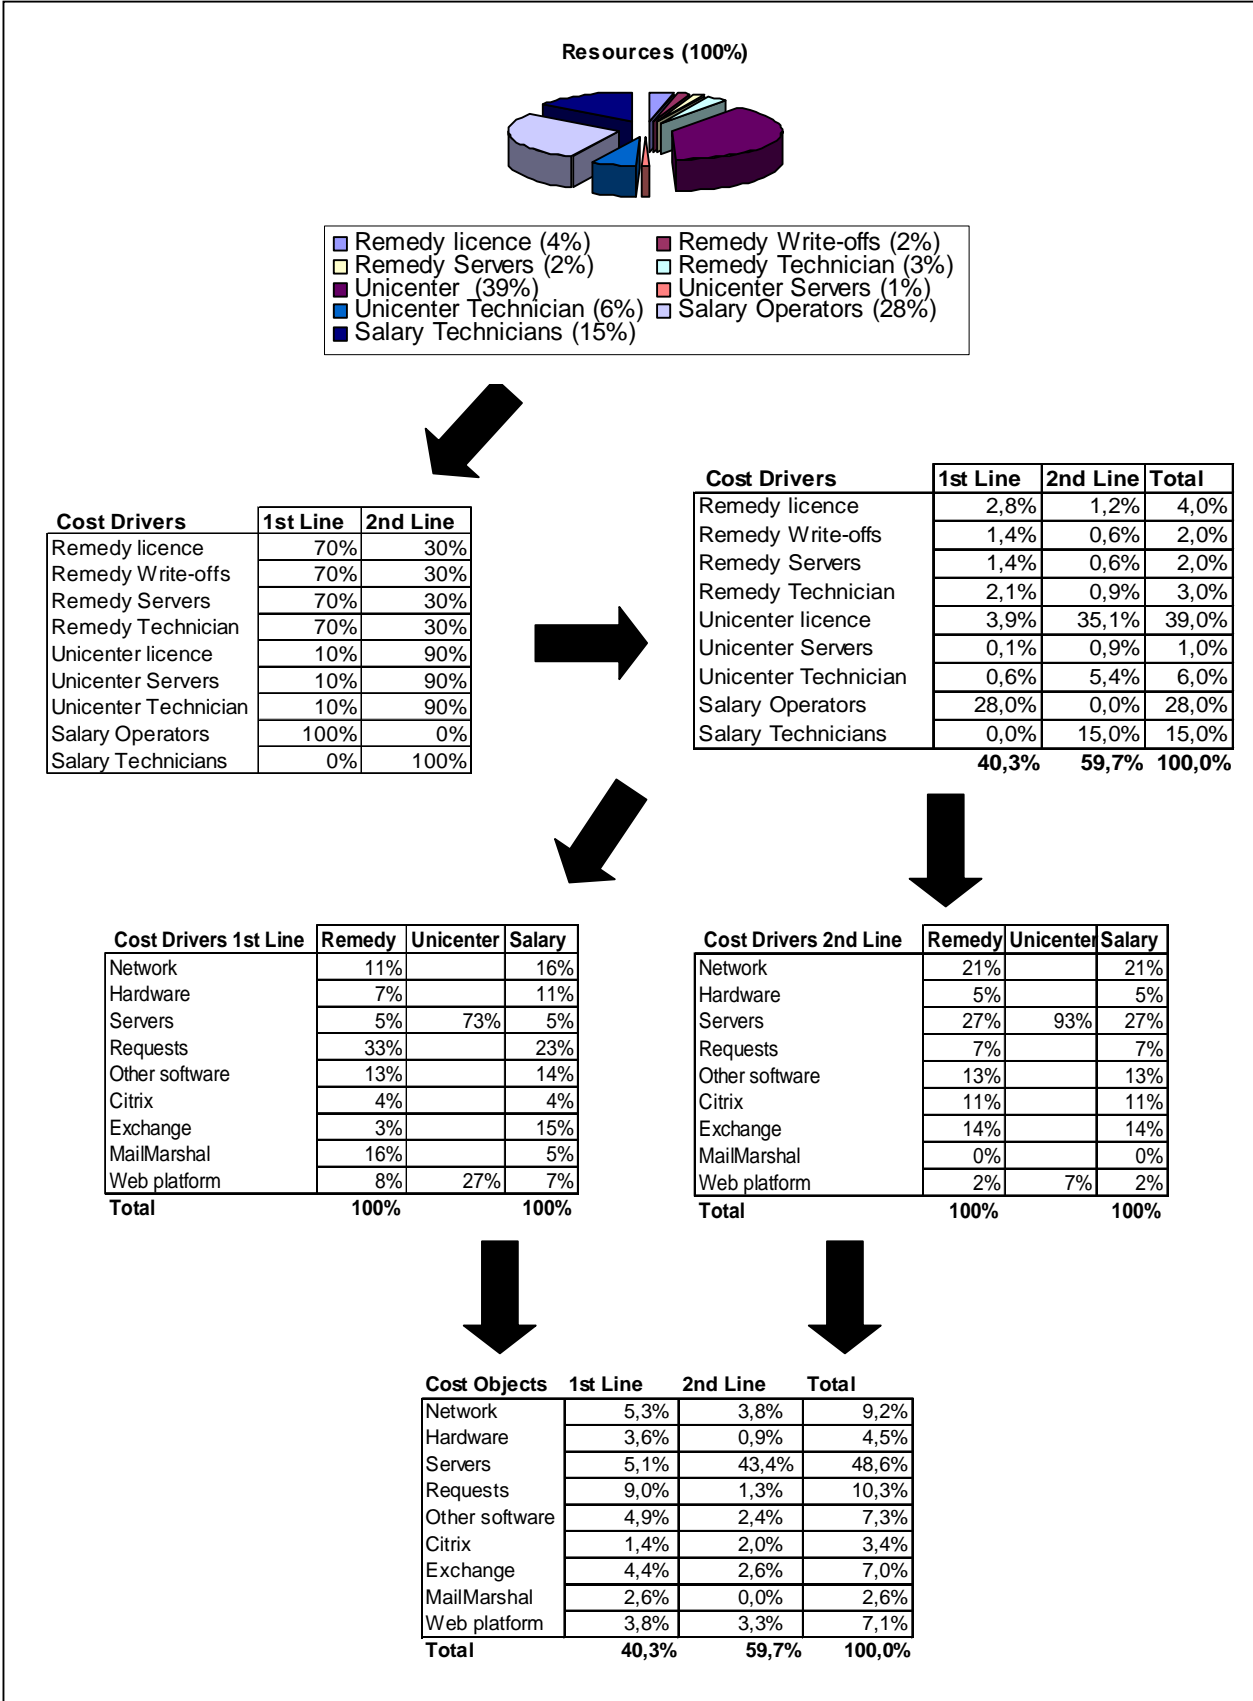 Resources (100%)
Remedy licence (4%) Remedy Write-offs (2%)
Remedy Servers (2%) Remedy Technician (3%)
Unicenter (39%) Unicenter Servers (1%)
Unicenter Technician (6%) Salary Operators (28%)
Salary Technicians (15%)
Cost Drivers 1st Line 2nd Line
Remedy licence 70% 30%
Remedy Write-offs 70% 30%
Remedy Servers 70% 30%
Remedy Technician 70% 30%
Unicenter licence 10% 90%
Unicenter Servers 10% 90%
Unicenter Technician 10% 90%
Salary Operators 100% 0%
Salary Technicians 0% 100%
Cost Drivers 1st Line 2nd Line Total
Remedy licence 2,8% 1,2% 4,0%
Remedy Write-offs 1,4% 0,6% 2,0%
Remedy Servers 1,4% 0,6% 2,0%
Remedy Technician 2,1% 0,9% 3,0%
Unicenter licence 3,9% 35,1% 39,0%
Unicenter Servers 0,1% 0,9% 1,0%
Unicenter Technician 0,6% 5,4% 6,0%
Salary Operators 28,0% 0,0% 28,0%
Salary Technicians 0,0% 15,0% 15,0%
40,3% 59,7% 100,0%
Cost Drivers 1st Line Remedy Unicenter Salary
Network 11% 16%
Hardware 7% 11%
Servers 5% 73% 5%
Requests 33% 23%
Other software 13% 14%
Citrix 4% 4%
Exchange 3% 15%
MailMarshal 16% 5%
Web platform 8% 27% 7%
Total 100% 100%
Cost Drivers 2nd Line Remedy Unicenter Salary
Network 21% 21%
Hardware 5% 5%
Servers 27% 93% 27%
Requests 7% 7%
Other software 13% 13%
Citrix 11% 11%
Exchange 14% 14%
MailMarshal 0% 0%
Web platform 2% 7% 2%
Total 100% 100%
Cost Objects 1st Line 2nd Line Total
Network 5,3% 3,8% 9,2%
Hardware 3,6% 0,9% 4,5%
Servers 5,1% 43,4% 48,6%
Requests 9,0% 1,3% 10,3%
Other software 4,9% 2,4% 7,3%
Citrix 1,4% 2,0% 3,4%
Exchange 4,4% 2,6% 7,0%
MailMarshal 2,6% 0,0% 2,6%
Web platform 3,8% 3,3% 7,1%
Total 40,3% 59,7% 100,0%